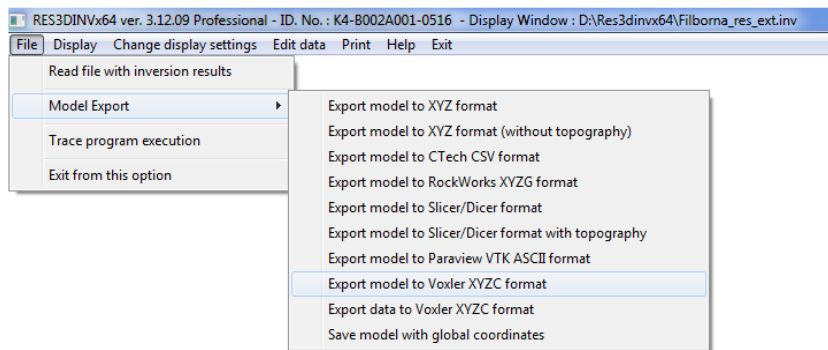 RES3DINVx64 ver. 3.12.09 Professional - ID. No. : K4-B002A001-0516 - Display Window : D:\Res3dinvx64\Filborna_res_ext.inv
File Display Change display settings Edit data Print Help Exit
Read file with inversion results
Model Export
Trace program execution
Exit from this option
Export model to XYZ format
Export model to XYZ format (without topography)
Export model to CTech CSV format
Export model to RockWorks XYZG format
Export model to Slicer/Dicer format
Export model to Slicer/Dicer format with topography
Export model to Paraview VTK ASCII format
Export model to Voxler XYZC format
Export data to Voxler XYZC format
Save model with global coordinates